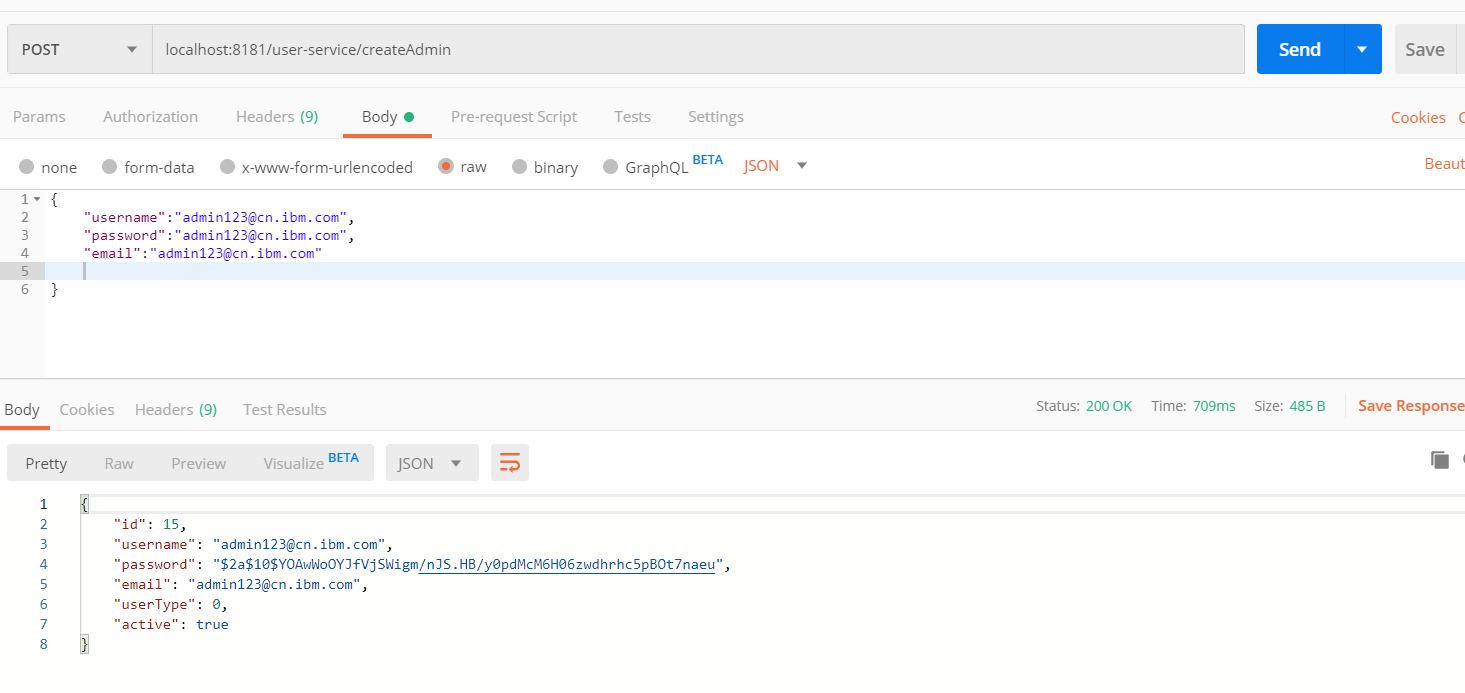 POST localhost:8181/user-service/createAdmin Send Save
Params Authorization Headers (9) Body Pre-request Script Tests Settings Cookies
none form-data x-www-form-urlencoded raw binary GraphQL BETA JSON Beaut
1 {
2 "username":"admin123@cn.ibm.com",
3 "password":"admin123@cn.ibm.com",
4 "email":"admin123@cn.ibm.com"
5
6 }
Body Cookies Headers (9) Test Results Status: 200 OK Time: 709ms Size: 485 B Save Response
Pretty Raw Preview Visualize BETA JSON
1 {
2 "id": 15,
3 "username": "admin123@cn.ibm.com",
4 "password": "$2a$10$YOAwWoOYJfVjSWigm/nJS.HB/y0pdMcM6H06zwdhrhc5pBOt7naeu",
5 "email": "admin123@cn.ibm.com",
6 "userType": 0,
7 "active": true
8 }